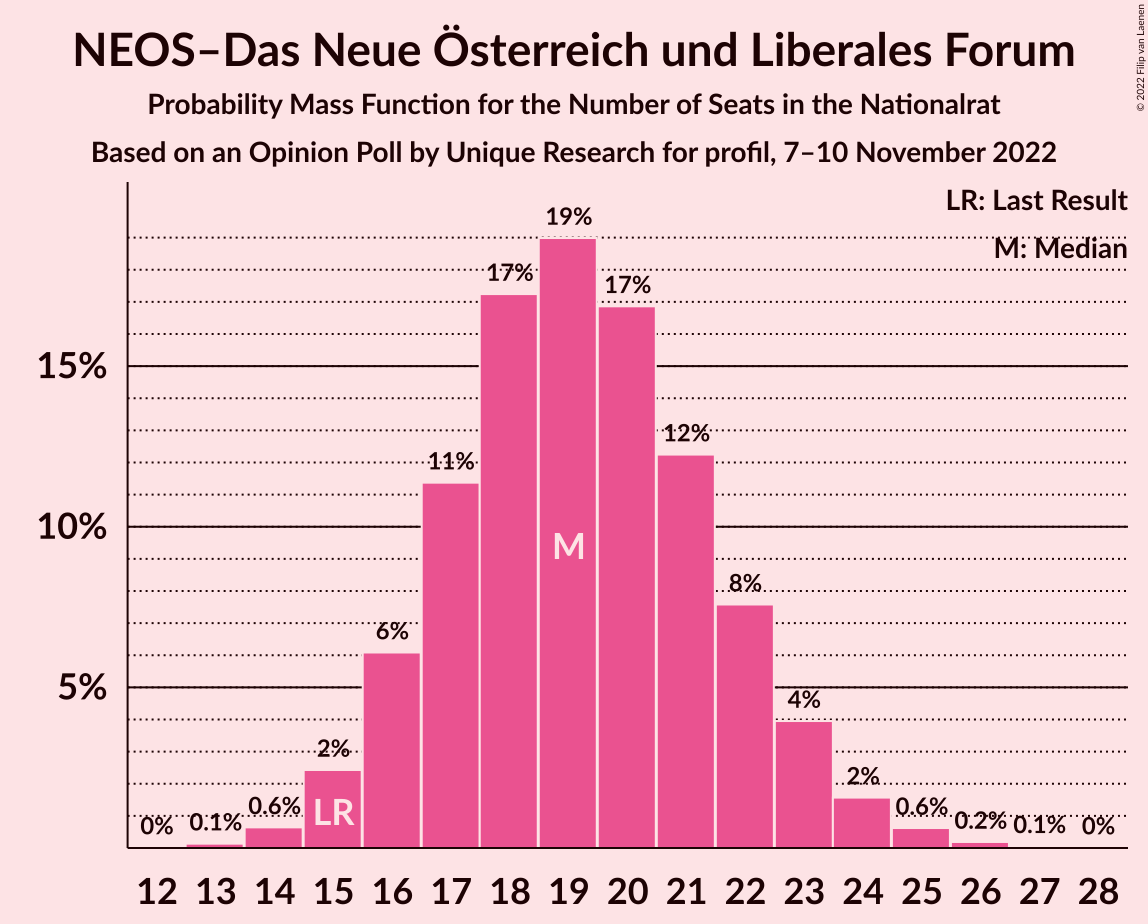 NEOS–Das Neue Österreich und Liberales Forum
Probability Mass Function for the Number of Seats in the Nationalrat
Based on an Opinion Poll by Unique Research for profil, 7–10 November 2022
© 2022 Filip van Laenen
LR: Last Result
M: Median
15%
10%
5%
0%
0.1%
0.6%
2%
6%
11%
17%
19%
17%
12%
8%
4%
2%
0.6%
0.2%
0.1%
0%
LR
M
12 13 14 15 16 17 18 19 20 21 22 23 24 25 26 27 28